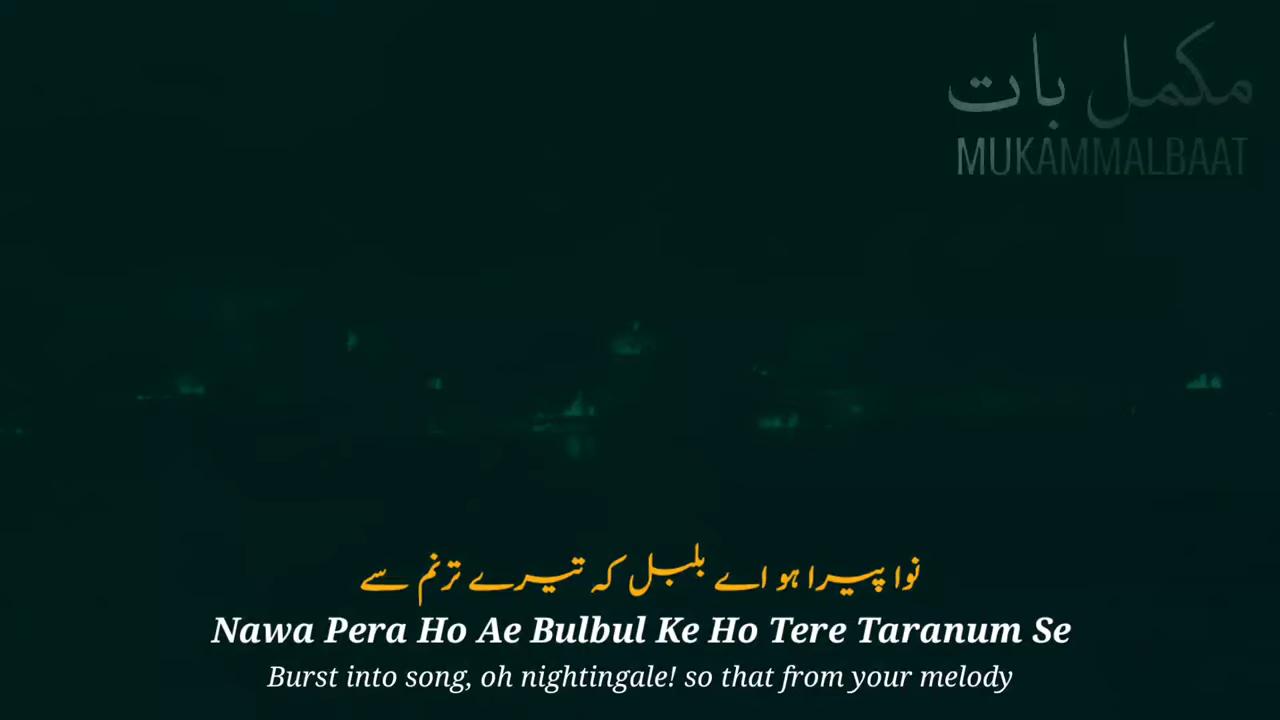 مکمل بات
MUKAMMALBAAT
نوا پیرا ہو اے بلبل کہ تیرے ترنم سے
Nawa Pera Ho Ae Bulbul Ke Ho Tere Taranum Se
Burst into song, oh nightingale! so that from your melody